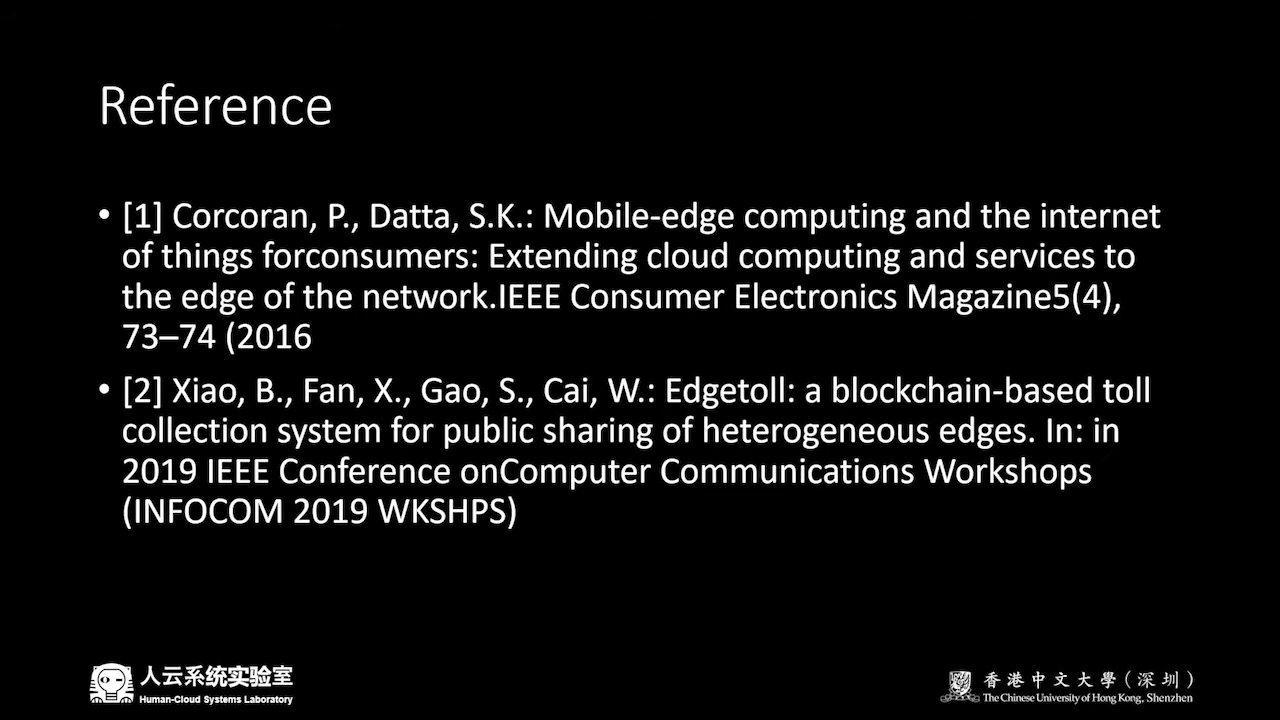 Reference
• [1] Corcoran, P., Datta, S.K.: Mobile-edge computing and the internet
of things forconsumers: Extending cloud computing and services to
the edge of the network.IEEE Consumer Electronics Magazine5(4),
73–74 (2016
• [2] Xiao, B., Fan, X., Gao, S., Cai, W.: Edgetoll: a blockchain-based toll
collection system for public sharing of heterogeneous edges. In: in
2019 IEEE Conference onComputer Communications Workshops
(INFOCOM 2019 WKSHPS)
人云系统实验室
Human-Cloud Systems Laboratory
香港中文大學(深圳)
The Chinese University of Hong Kong, Shenzhen